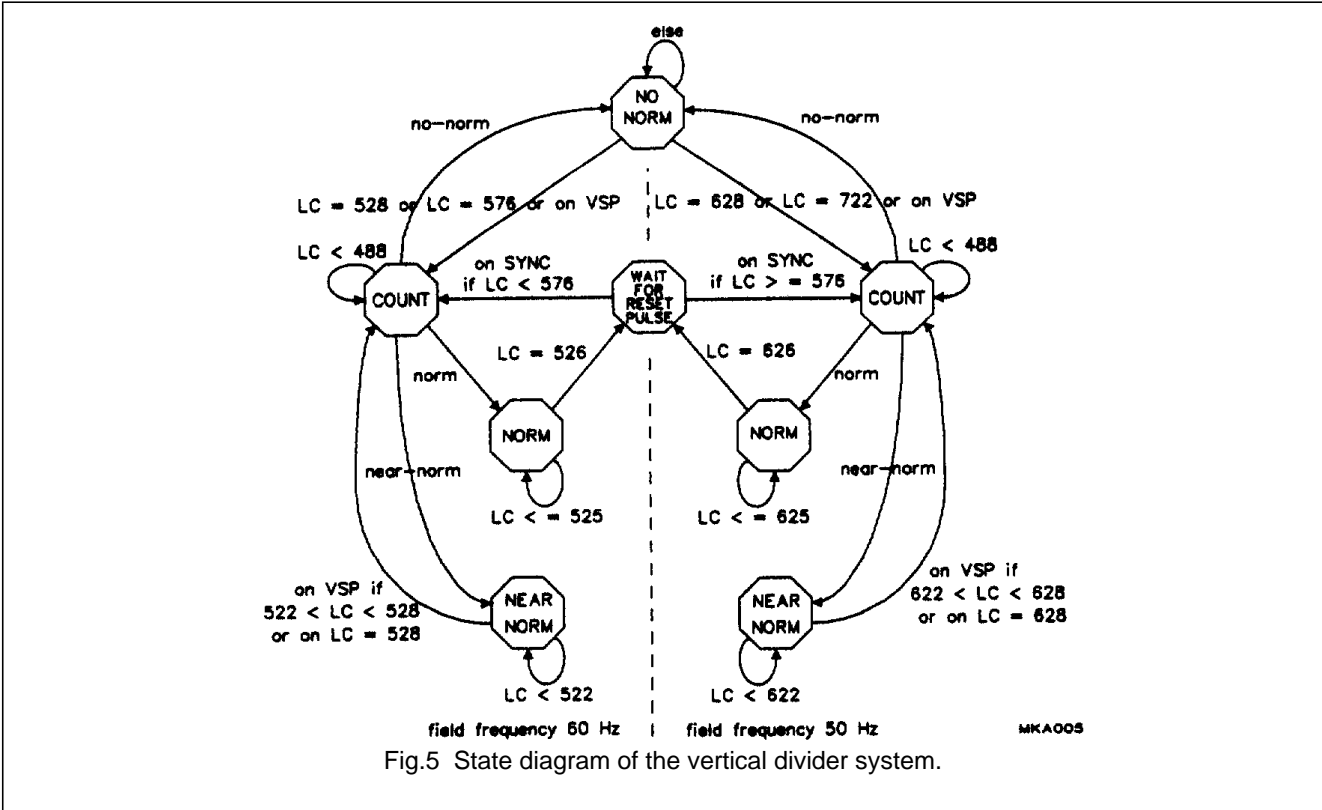 else
NO
NORM
no-norm
no-norm
LC = 528 or LC = 576 or on VSP
LC = 628 or LC = 722 or on VSP
LC < 488
LC < 488
on SYNC
if LC < 576
WAIT
FOR
RESET
PULSE
on SYNC
if LC > = 576
COUNT
COUNT
LC = 526
LC = 626
norm
norm
NORM
NORM
near-norm
near-norm
LC < = 525
LC < = 625
on VSP if
522 < LC < 528
or on LC = 528
NEAR
NORM
NEAR
NORM
on VSP if
622 < LC < 628
or on LC = 628
LC < 522
LC < 622
field frequency 60 Hz
field frequency 50 Hz
MKA005
Fig.5 State diagram of the vertical divider system.